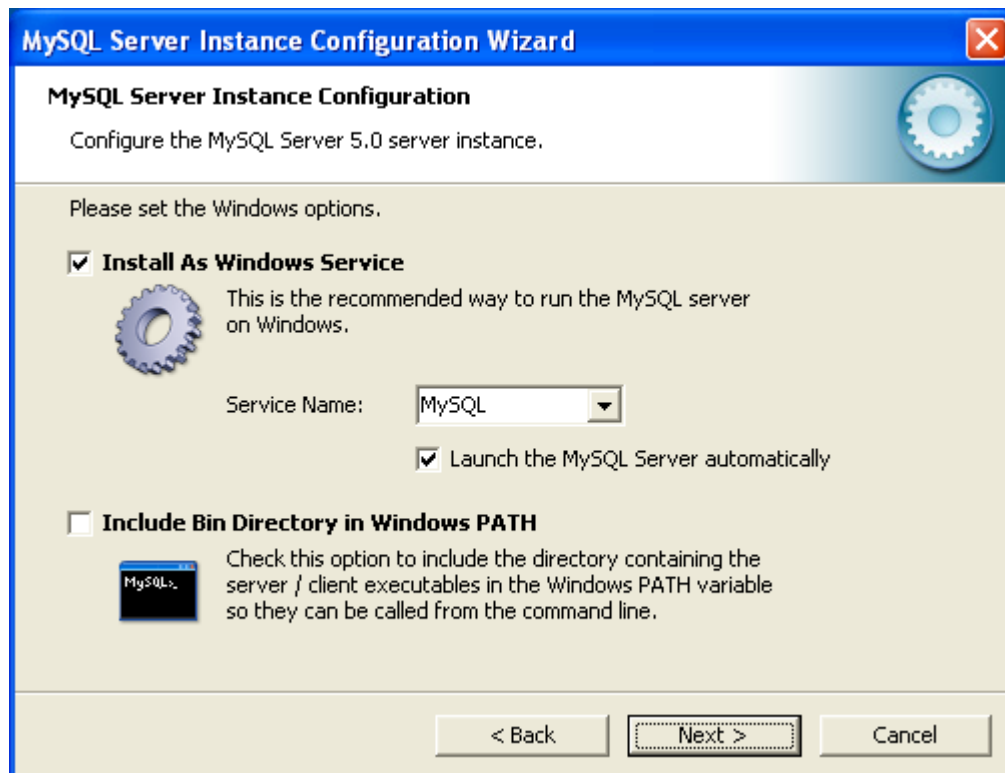 MySQL Server Instance Configuration Wizard
MySQL Server Instance Configuration
Configure the MySQL Server 5.0 server instance.
Please set the Windows options.
Install As Windows Service
This is the recommended way to run the MySQL server
on Windows.
Service Name: MySQL
Launch the MySQL Server automatically
Include Bin Directory in Windows PATH
MySQL>_
Check this option to include the directory containing the
server / client executables in the Windows PATH variable
so they can be called from the command line.
< Back Next > Cancel